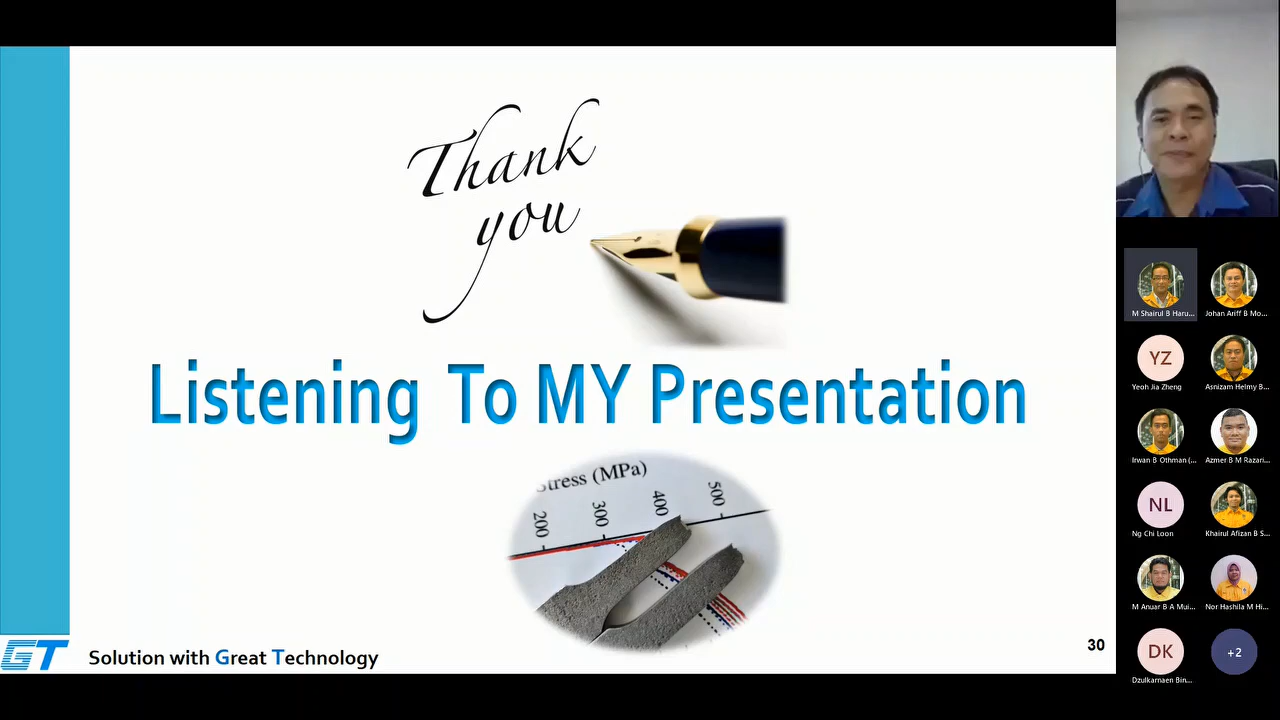 Thank
you
Listening To MY Presentation
Stress (MPa)
200
300
400
500
GT
Solution with Great Technology
30
M Shairul B Haru...
Johan Ariff B Mo...
YZ
Yeoh Jia Zheng
Asnizam Helmy B...
Irwan B Othman (...
Azmer B M Razari...
NL
Ng Chi Loon
Khairul Afizan B S...
M Anuar B A Mui...
Nor Hashila M Hi...
DK
Dzulkarnaen Bin...
+2